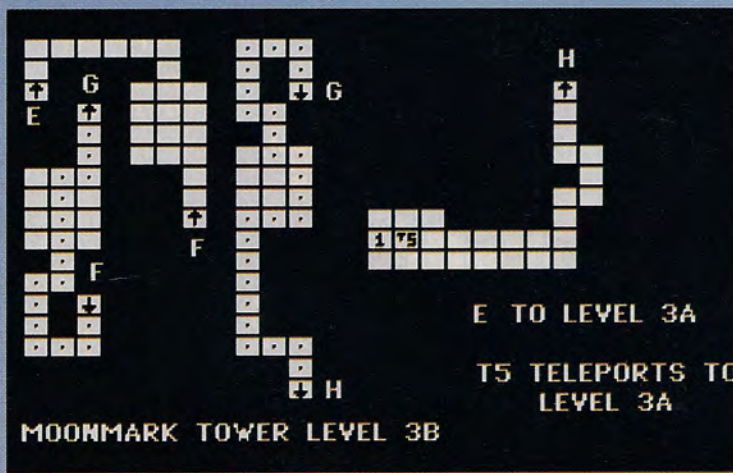 H
G
G
E
1 T5
F
F
E TO LEVEL 3A
H
T5 TELEPORTS TO
LEVEL 3A
MOONMARK TOWER LEVEL 3B